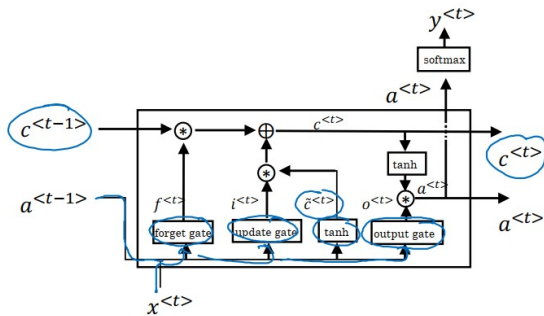 y<t>
softmax
a<t>
c<t-1>
c<t>
tanh
c<t>
a<t-1>
f<t>
i<t>
c̃<t>
o<t>
a<t>
a<t>
forget gate
update gate
tanh
output gate
x<t>